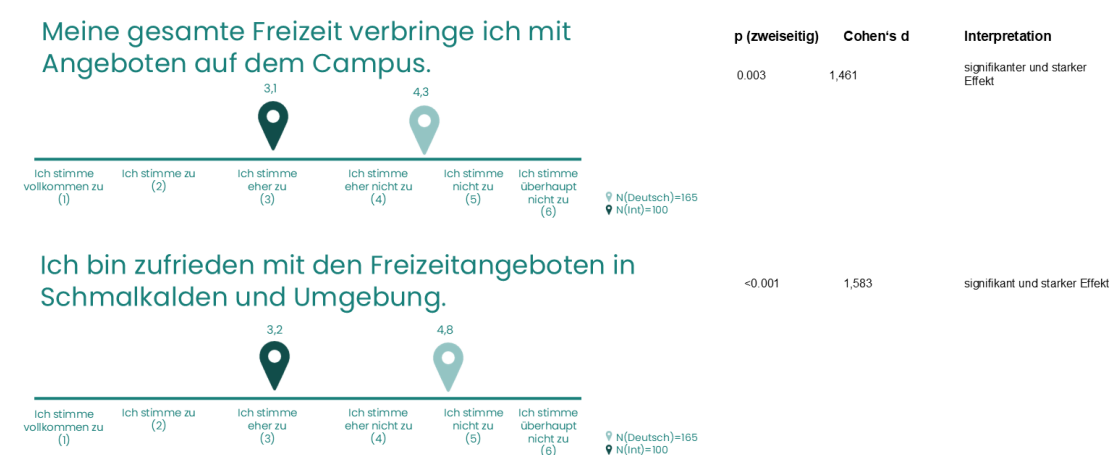 Meine gesamte Freizeit verbringe ich mit
Angeboten auf dem Campus.
p (zweiseitig) Cohen‘s d Interpretation
0.003 1,461 signifikanter und starker
Effekt
3,1 4,3
Ich stimme Ich stimme zu Ich stimme Ich stimme Ich stimme Ich stimme
vollkommen zu (2) eher zu eher nicht zu nicht zu überhaupt
(1) (3) (4) (5) nicht zu
(6)
N(Deutsch)=165
N(Int)=100
Ich bin zufrieden mit den Freizeitangeboten in
Schmalkalden und Umgebung.
<0.001 1,583 signifikant und starker Effekt
3,2 4,8
Ich stimme Ich stimme zu Ich stimme Ich stimme Ich stimme Ich stimme
vollkommen zu (2) eher zu eher nicht zu nicht zu überhaupt
(1) (3) (4) (5) nicht zu
(6)
N(Deutsch)=165
N(Int)=100